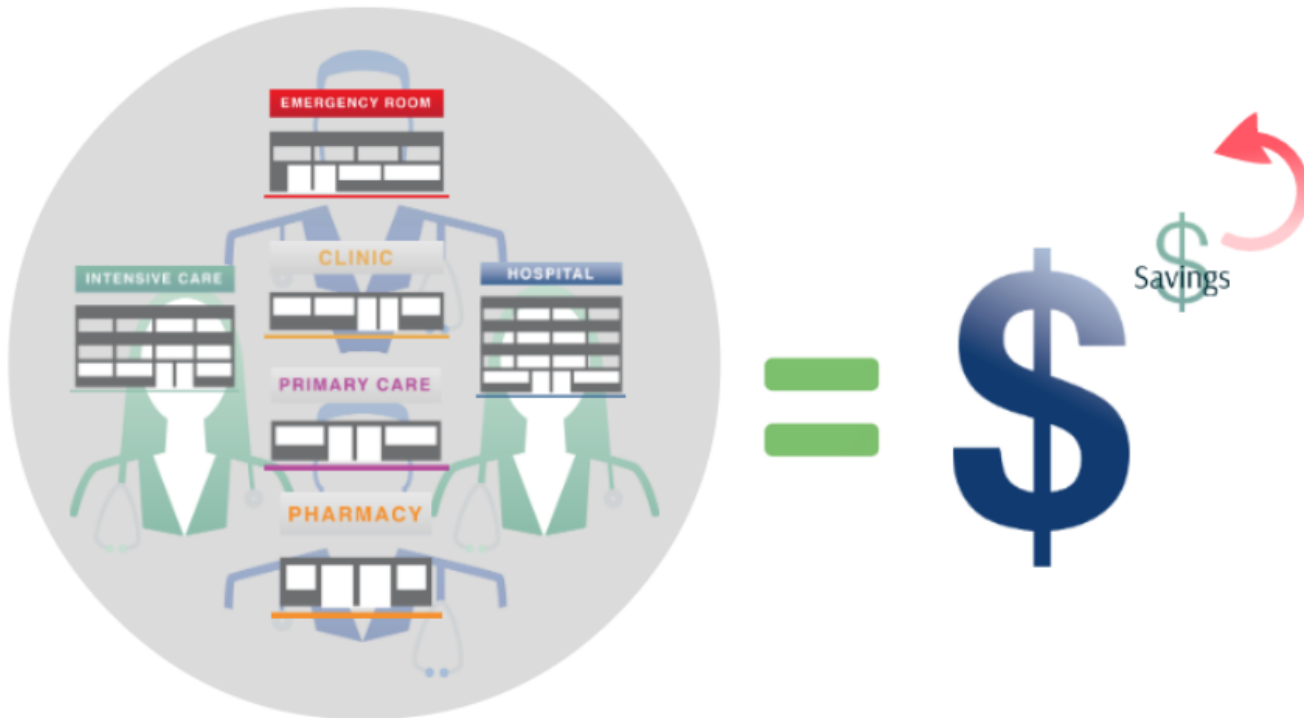 EMERGENCY ROOM
CLINIC
INTENSIVE CARE
HOSPITAL
PRIMARY CARE
PHARMACY
$
Savings
$